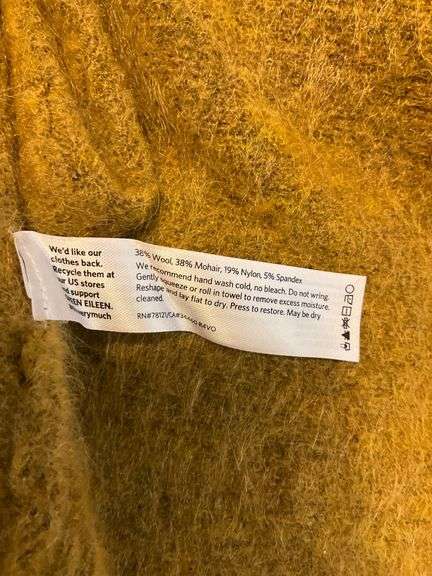 We'd like our
clothes back.
Recycle them at
our US stores
support
EILEEN.
38% Wool, 38% Mohair, 19% Nylon, 5% Spandex
We recommend hand wash cold, no bleach. Do not wring.
Gently squeeze or roll in towel to remove excess moisture.
Reshape and lay flat to dry. Press to restore. May be dry
cleaned.